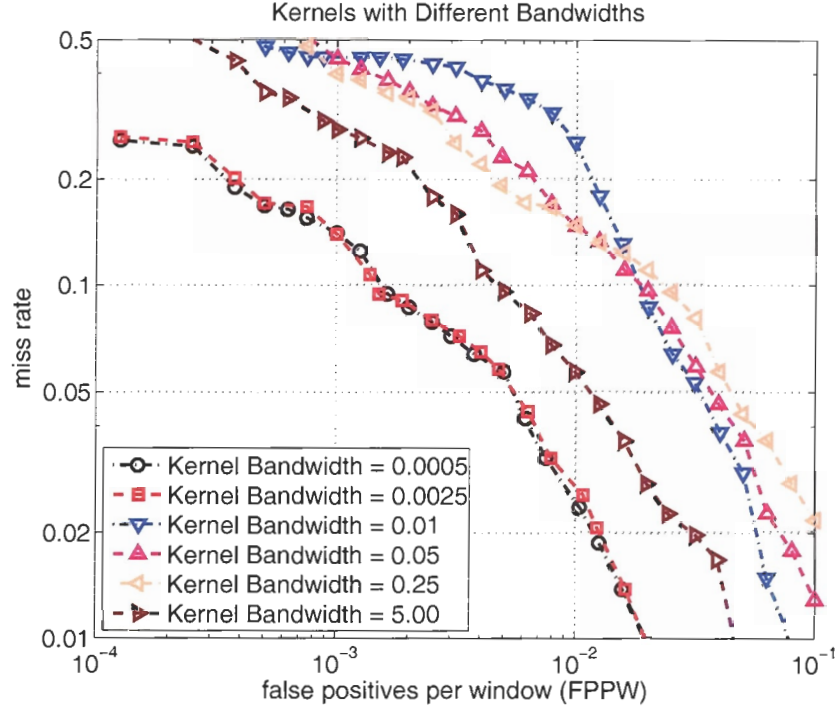 Kernels with Different Bandwidths
0.5
0.2
0.1
0.05
0.02
0.01
miss rate
Kernel Bandwidth = 0.0005
Kernel Bandwidth = 0.0025
Kernel Bandwidth = 0.01
Kernel Bandwidth = 0.05
Kernel Bandwidth = 0.25
Kernel Bandwidth = 5.00
10⁻⁴ 10⁻³ 10⁻² 10⁻¹
false positives per window (FPPW)